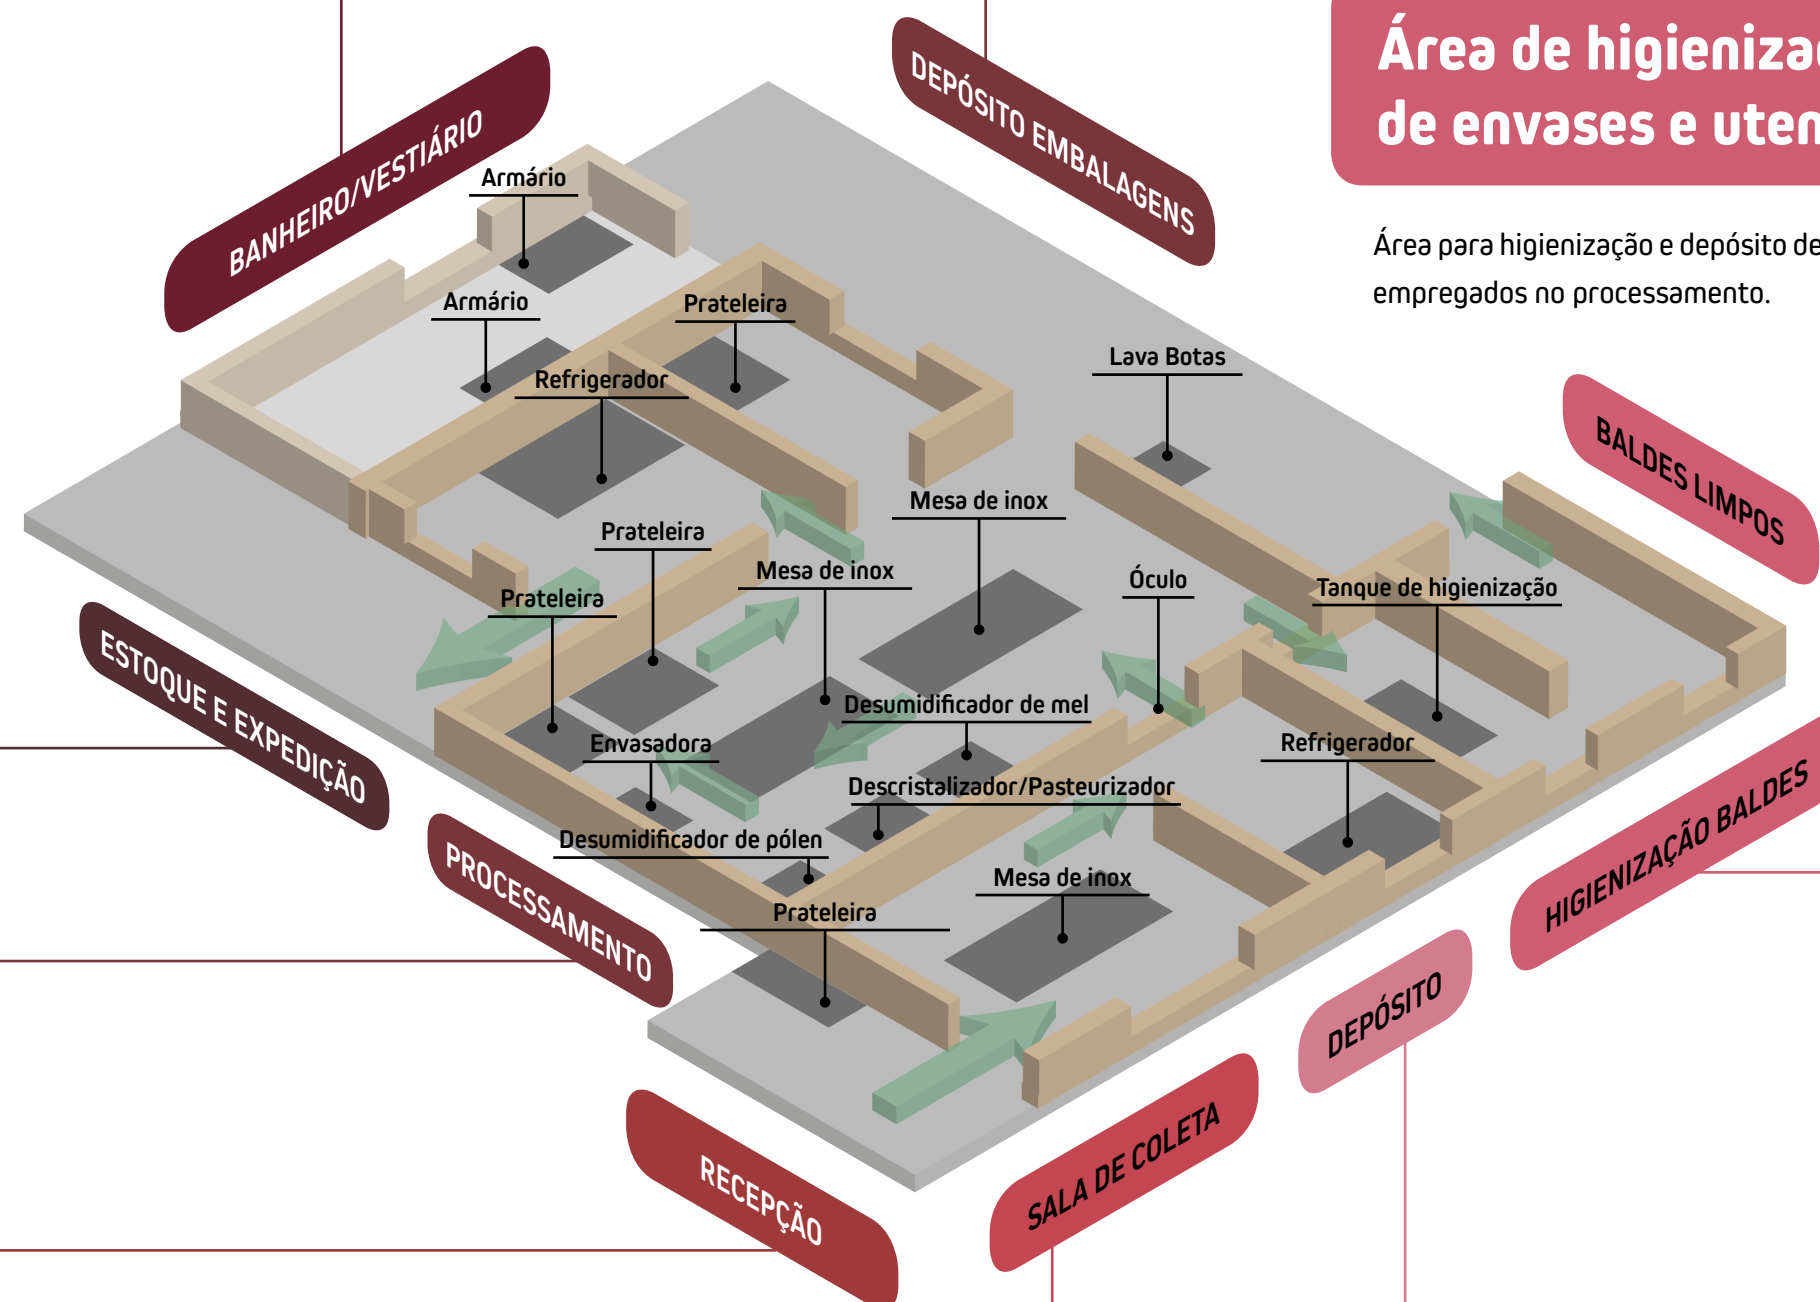 Área de higieniza
de envases e uten
Área para higienização e depósito de
empregados no processamento.
BANHEIRO/VESTIÁRIO
DEPÓSITO EMBALAGENS
Armário
Armário
Prateleira
Refrigerador
Lava Botas
BALDES LIMPOS
Mesa de inox
Prateleira
Mesa de inox
Óculo
Tanque de higienização
Prateleira
ESTOQUE E EXPEDIÇÃO
Desumidificador de mel
Envasadora
Refrigerador
Descristalizador/Pasteurizador
Desumidificador de pólen
HIGIENIZAÇÃO BALDES
Mesa de inox
PROCESSAMENTO
Prateleira
DEPÓSITO
SALA DE COLETA
RECEPÇÃO